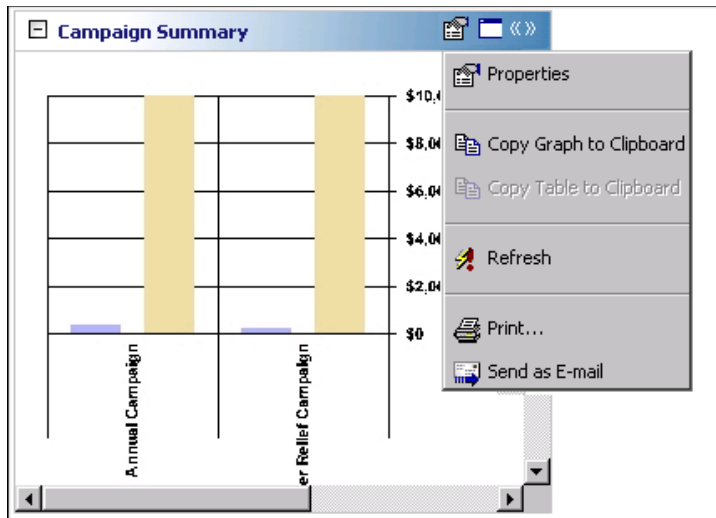 Campaign Summary
Properties
Copy Graph to Clipboard
Copy Table to Clipboard
Refresh
Print...
Send as E-mail
$10,
$8,0
$6,0
$4,0
$2,0
$0
Annual Campaign
er Relief Campaign